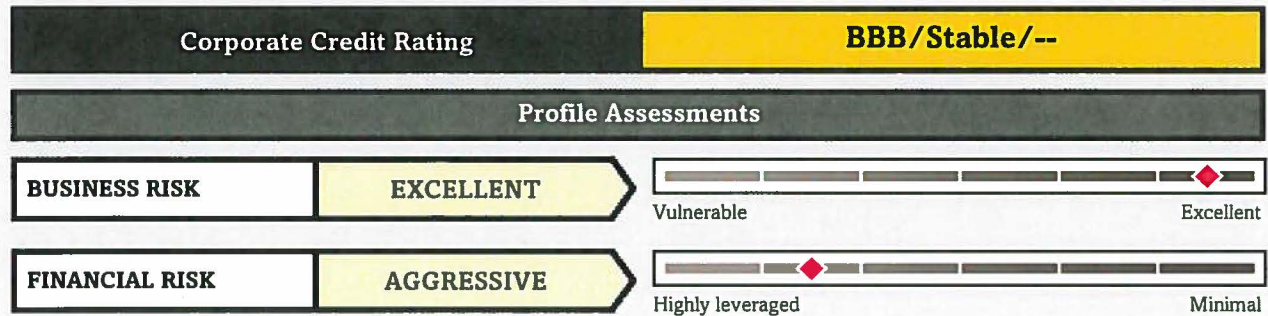 Corporate Credit Rating
BBB/Stable/--
Profile Assessments
BUSINESS RISK
EXCELLENT
Vulnerable
Excellent
FINANCIAL RISK
AGGRESSIVE
Highly leveraged
Minimal